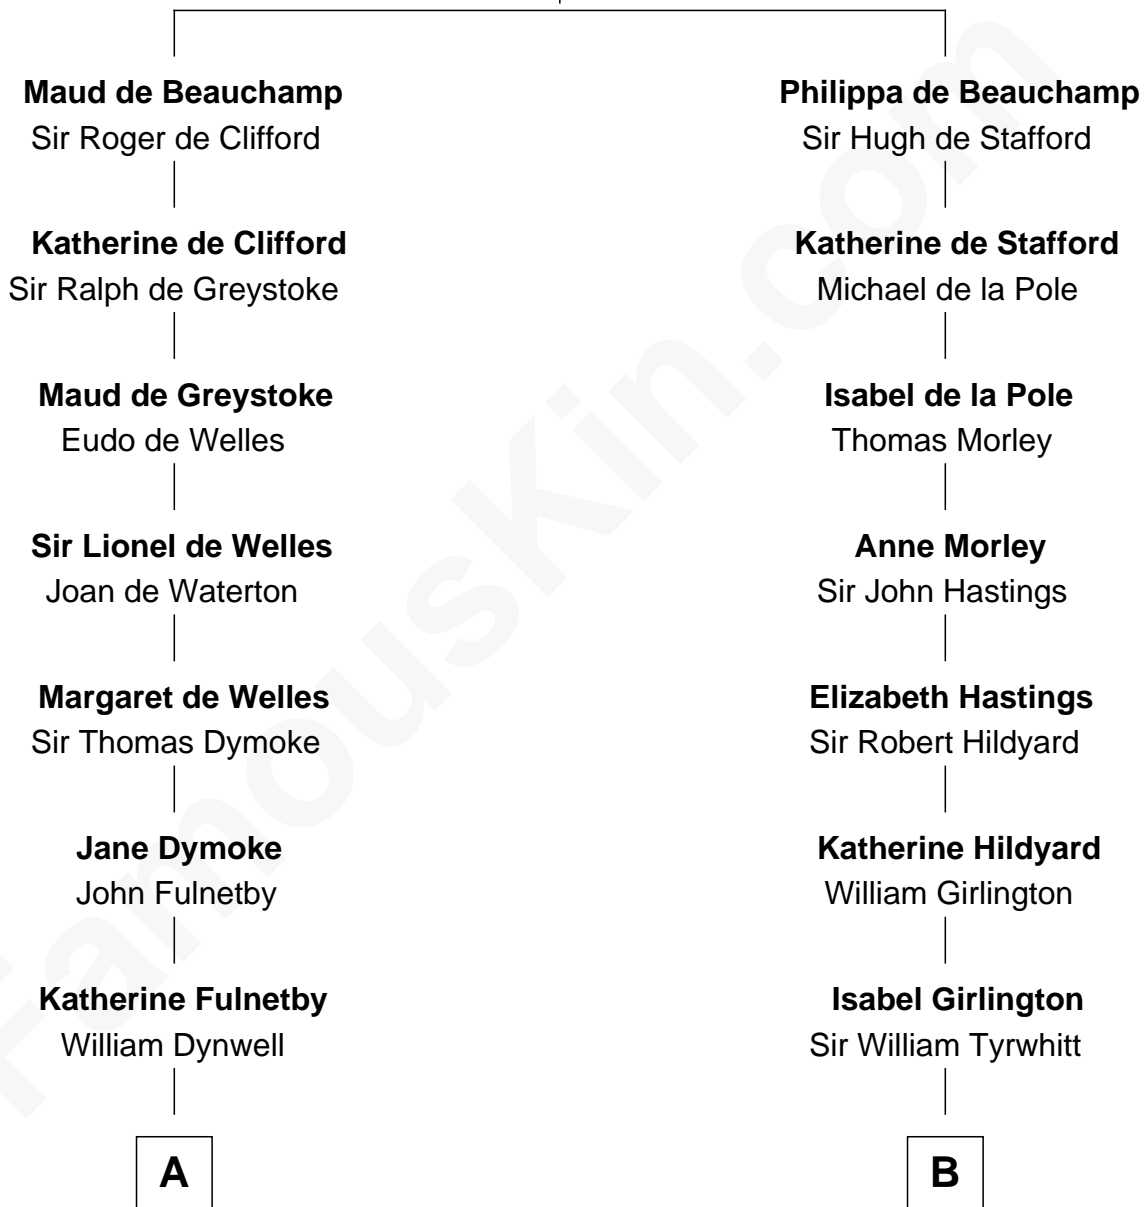 Maud de Beauchamp
Sir Roger de Clifford
Katherine de Clifford
Sir Ralph de Greystoke
Maud de Greystoke
Eudo de Welles
Sir Lionel de Welles
Joan de Waterton
Margaret de Welles
Sir Thomas Dymoke
Jane Dymoke
John Fulnetby
Katherine Fulnetby
William Dynwell
A
Philippa de Beauchamp
Sir Hugh de Stafford
Katherine de Stafford
Michael de la Pole
Isabel de la Pole
Thomas Morley
Anne Morley
Sir John Hastings
Elizabeth Hastings
Sir Robert Hildyard
Katherine Hildyard
William Girlington
Isabel Girlington
Sir William Tyrwhitt
B
FamousKin.com